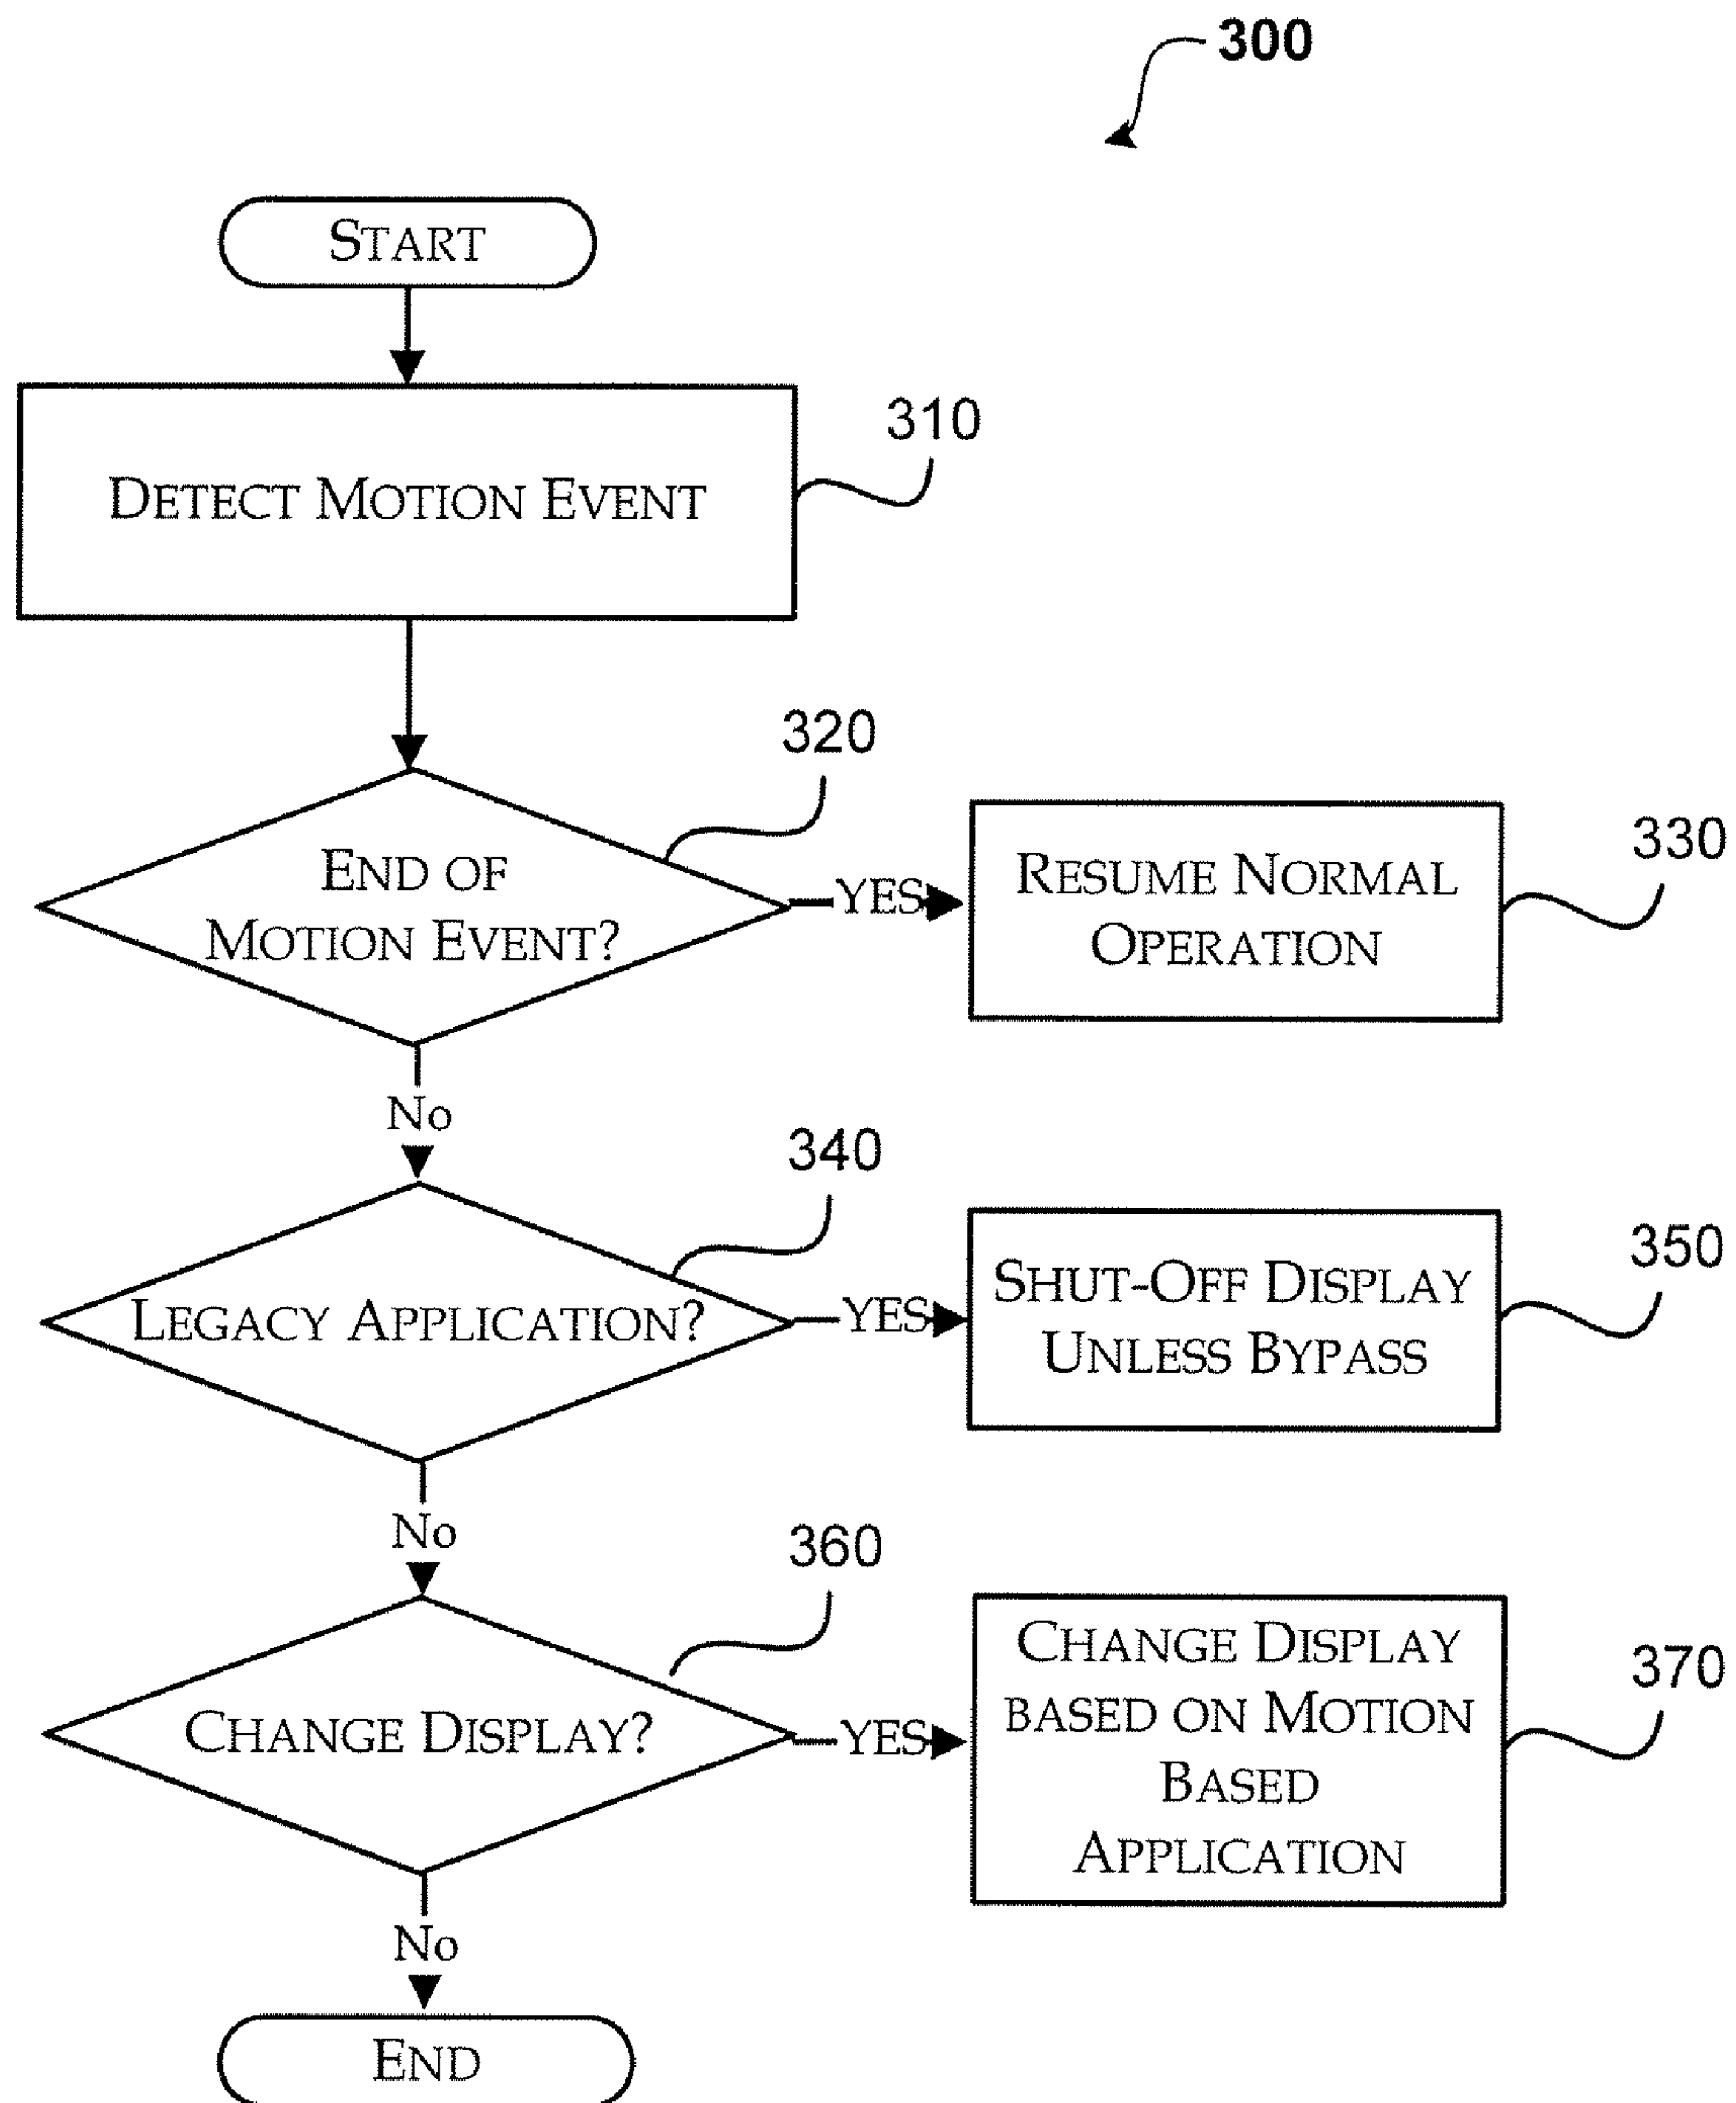 300
START
DETECT MOTION EVENT
310
320
END OF
MOTION EVENT?
YES
RESUME NORMAL
OPERATION
330
NO
340
LEGACY APPLICATION?
YES
SHUT-OFF DISPLAY
UNLESS BYPASS
350
NO
360
CHANGE DISPLAY?
YES
CHANGE DISPLAY
BASED ON MOTION
BASED
APPLICATION
370
NO
END